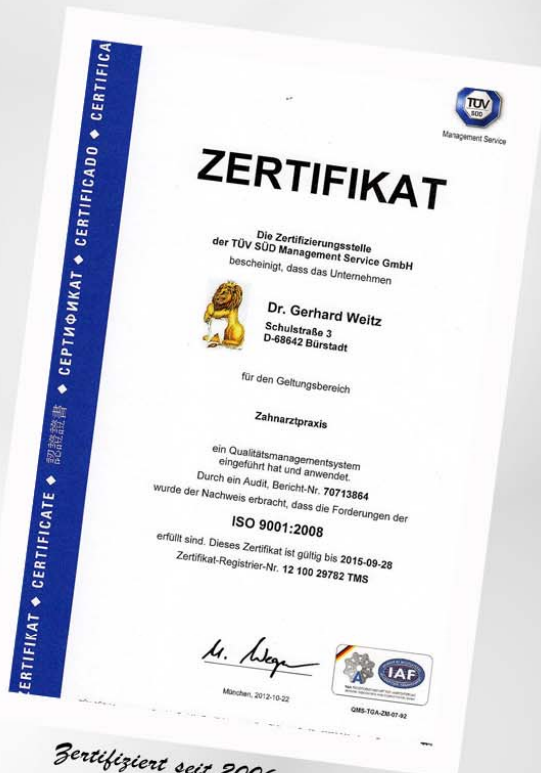 ZERTIFIKAT ◆ CERTIFICATE ◆ 認證證書 ◆ СЕРТИФИКАТ ◆ CERTIFICADO ◆ CERTIFICA
TÜV
SÜD
Management Service
ZERTIFIKAT
Die Zertifizierungsstelle
der TÜV SÜD Management Service GmbH
bescheinigt, dass das Unternehmen
Dr. Gerhard Weitz
Schulstraße 3
D-68642 Bürstadt
für den Geltungsbereich
Zahnarztpraxis
ein Qualitätsmanagementsystem
eingeführt hat und anwendet.
Durch ein Audit, Bericht-Nr. 70713864
wurde der Nachweis erbracht, dass die Forderungen der
ISO 9001:2008
erfüllt sind. Dieses Zertifikat ist gültig bis 2015-09-28
Zertifikat-Registrier-Nr. 12 100 29782 TMS
München, 2012-10-22
IAF
QMS-TGA-ZM-07-92
Zertifiziert seit